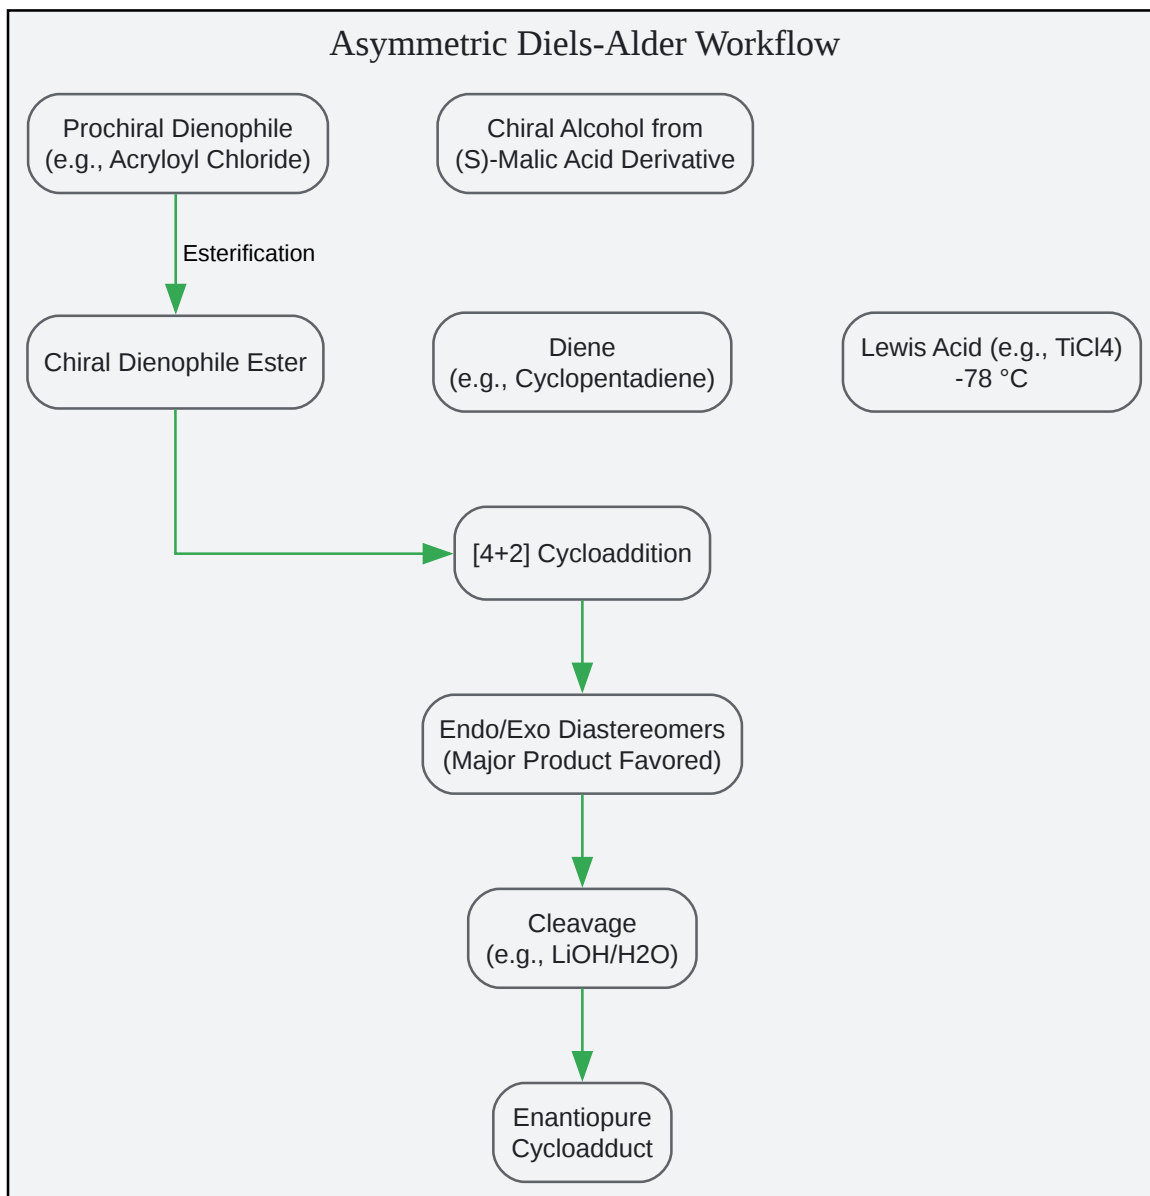 Asymmetric Diels-Alder Workflow
Prochiral Dienophile
(e.g., Acryloyl Chloride)
Chiral Alcohol from
(S)-Malic Acid Derivative
Esterification
Chiral Dienophile Ester
Diene
(e.g., Cyclopentadiene)
Lewis Acid (e.g., TiCl4)
-78 °C
[4+2] Cycloaddition
Endo/Exo Diastereomers
(Major Product Favored)
Cleavage
(e.g., LiOH/H2O)
Enantiopure
Cycloadduct